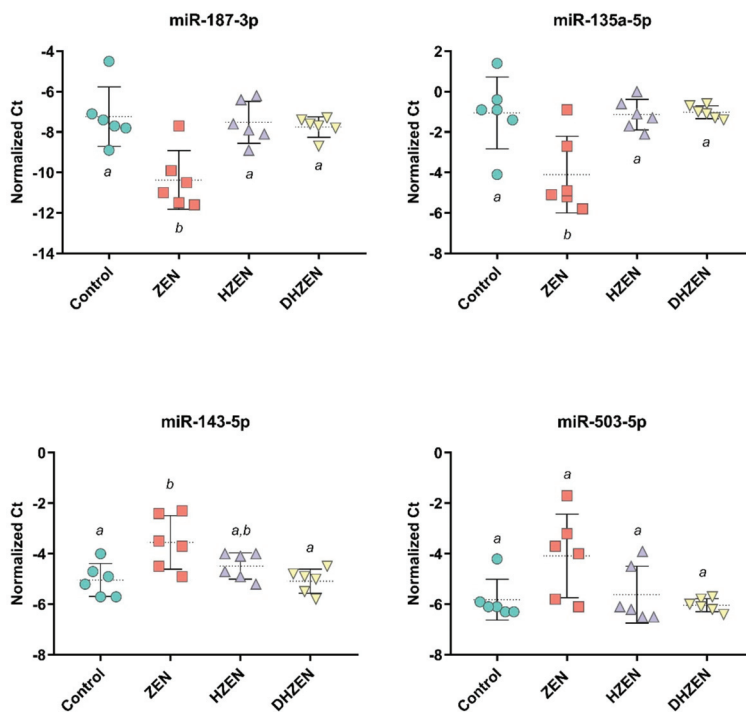 miR-187-3p
Normalized Ct
-4
-6
-8
-10
-12
-14
a
b
a
a
Control
ZEN
HZEN
DHZEN
miR-135a-5p
Normalized Ct
2
0
-2
-4
-6
-8
a
b
a
a
Control
ZEN
HZEN
DHZEN
miR-143-5p
Normalized Ct
0
-2
-4
-6
-8
a
b
a,b
a
Control
ZEN
HZEN
DHZEN
miR-503-5p
Normalized Ct
0
-2
-4
-6
-8
a
a
a
a
Control
ZEN
HZEN
DHZEN